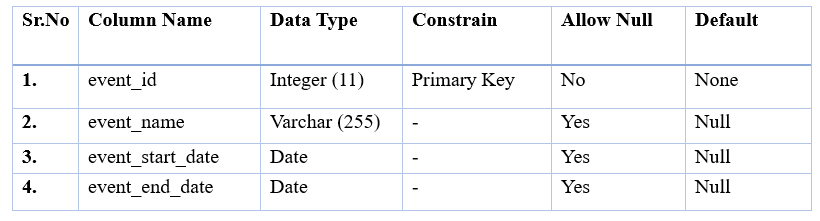 Sr.No Column Name Data Type Constrain Allow Null Default
1. event_id Integer (11) Primary Key No None
2. event_name Varchar (255) - Yes Null
3. event_start_date Date - Yes Null
4. event_end_date Date - Yes Null